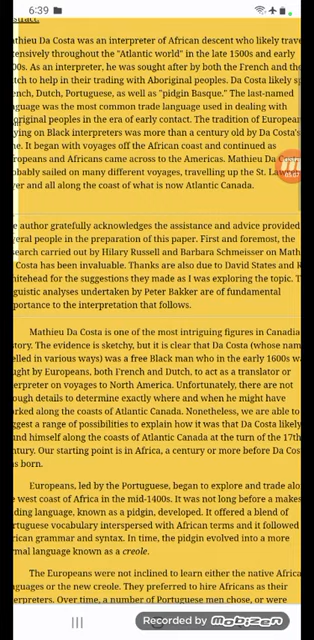 6:39
thieu Da Costa was an interpreter of African descent who likely trave
tensively throughout the "Atlantic world" in the late 1500s and early
00s. As an interpreter, he was sought after by both the French and the
tch to help in their trading with Aboriginal peoples. Da Costa likely sp
ench, Dutch, Portuguese, as well as "pidgin Basque." The last-named
nguage was the most common trade language used in dealing with
original peoples in the era of early contact. The tradition of Europear
ying on Black interpreters was more than a century old by Da Costa's
ne. It began with voyages off the African coast and continued as
ropeans and Africans came across to the Americas. Mathieu Da C
obably sailed on many different voyages, travelling up the St. Law
ver and all along the coast of what is now Atlantic Canada.
e author gratefully acknowledges the assistance and advice provided
veral people in the preparation of this paper. First and foremost, the
search carried out by Hilary Russell and Barbara Schmeisser on Math
Costa has been invaluable. Thanks are also due to David States and R
hitehead for the suggestions they made as I was exploring the topic. T
guistic analyses undertaken by Peter Bakker are of fundamental
portance to the interpretation that follows.
Mathieu Da Costa is one of the most intriguing figures in Canadia
tory. The evidence is sketchy, but it is clear that Da Costa (whose nam
elled in various ways) was a free Black man who in the early 1600s wa
ught by Europeans, both French and Dutch, to act as a translator or
erpreter on voyages to North America. Unfortunately, there are not
ough details to determine exactly where and when he might have
rked along the coasts of Atlantic Canada. Nonetheless, we are able to
ggest a range of possibilities to explain how it was that Da Costa likely
und himself along the coasts of Atlantic Canada at the turn of the 17th
ntury. Our starting point is in Africa, a century or more before Da Cos
as born.
Europeans, led by the Portuguese, began to explore and trade alo
e west coast of Africa in the mid-1400s. It was not long before a makes
ding language, known as a pidgin, developed. It offered a blend of
rtuguese vocabulary interspersed with African terms and it followed
rican grammar and syntax. In time, the pidgin evolved into a more
rmal language known as a creole.
The Europeans were not inclined to learn either the native Africa
nguages or the new creole. They preferred to hire Africans as their
erpreters. Over time, a number of Portuguese men chose, or were
Recorded by mobizen